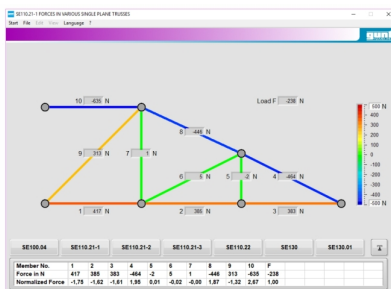 SE110.21-1 FORCES IN VARIOUS SINGLE PLANE TRUSSES
Start File Edit View Language ?
gunt
10 -635 N
Load F -238 N
8 -446 N
9 313 N
7 1 N
6 5 N
5 -2 N
4 -464 N
1 417 N
2 385 N
3 383 N
500 N
400
300
200
100
0
-100
-200
-300
-400
-500 N
SE100.04 SE110.21-1 SE110.21-2 SE110.21-3 SE110.22 SE130 SE130.01
Member No. 1 2 3 4 5 6 7 8 9 10 F
Force in N 417 385 383 -464 -2 5 1 -446 313 -635 -238
Normalized Force -1,75 -1,62 -1,61 1,95 0,01 -0,02 -0,00 1,87 -1,32 2,67 1,00